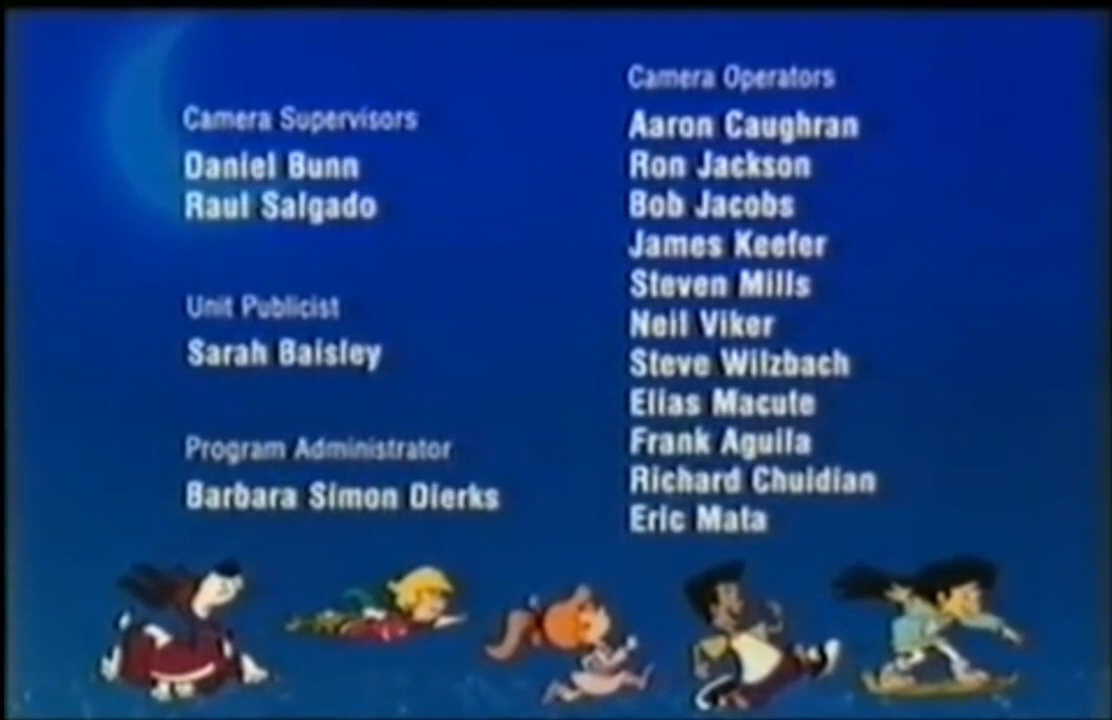 Camera Supervisors
Daniel Bunn
Raul Salgado
Unit Publicist
Sarah Baisley
Program Administrator
Barbara Simon Dierks
Camera Operators
Aaron Caughran
Ron Jackson
Bob Jacobs
James Keefer
Steven Mills
Neil Viker
Steve Wilzbach
Elias Macute
Frank Aguila
Richard Chuidian
Eric Mata